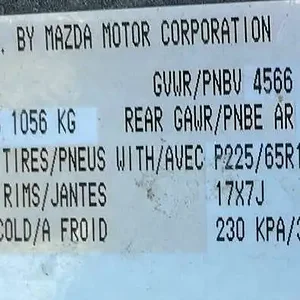 . BY MAZDA MOTOR CORPORATION
GVWR/PNBV 4566
1056 KG REAR GAWR/PNBE AR
TIRES/PNEUS WITH/AVEC P225/65R1
RIMS/JANTES 17X7J
COLD/A FROID 230 KPA/3